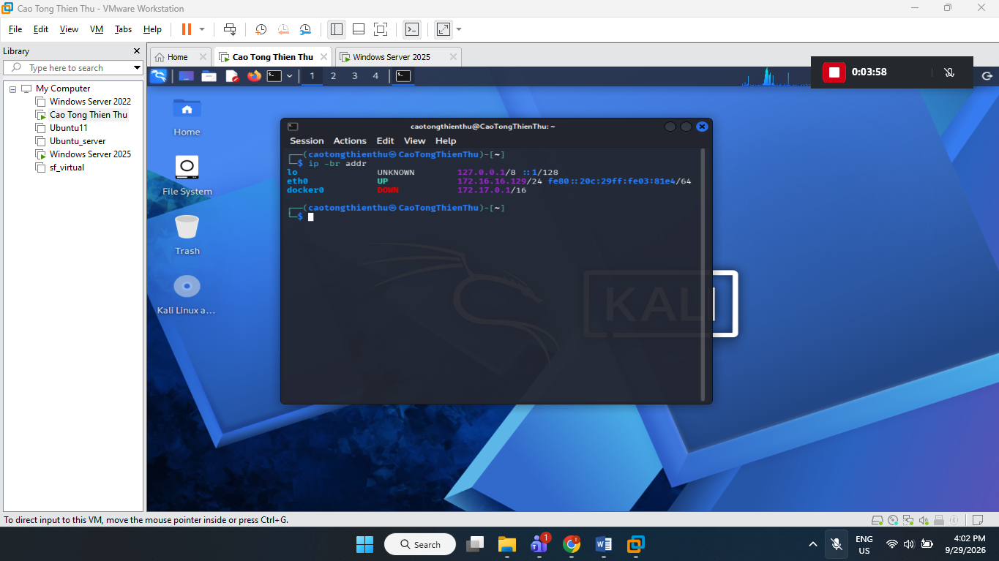 Cao Tong Thien Thu - VMware Workstation
File Edit View VM Tabs Help
Library
Type here to search
My Computer
Windows Server 2022
Cao Tong Thien Thu
Ubuntu11
Ubuntu_server
Windows Server 2025
sf_virtual
Home Cao Tong Thien Thu Windows Server 2025
1 2 3 4
0:03:58
Home
File System
Trash
Kali Linux a...
caotongthienthu@CaoTongThienThu: ~
Session Actions Edit View Help
┌──(caotongthienthu㉿CaoTongThienThu)-[~]
└─$ ip -br addr
lo UNKNOWN 127.0.0.1/8 ::1/128
eth0 UP 172.16.16.129/24 fe80::20c:29ff:fe03:81e4/64
docker0 DOWN 172.17.0.1/16
┌──(caotongthienthu㉿CaoTongThienThu)-[~]
└─$
KALI
To direct input to this VM, move the mouse pointer inside or press Ctrl+G.
Search
1
ENG
US
4:02 PM
9/29/2026